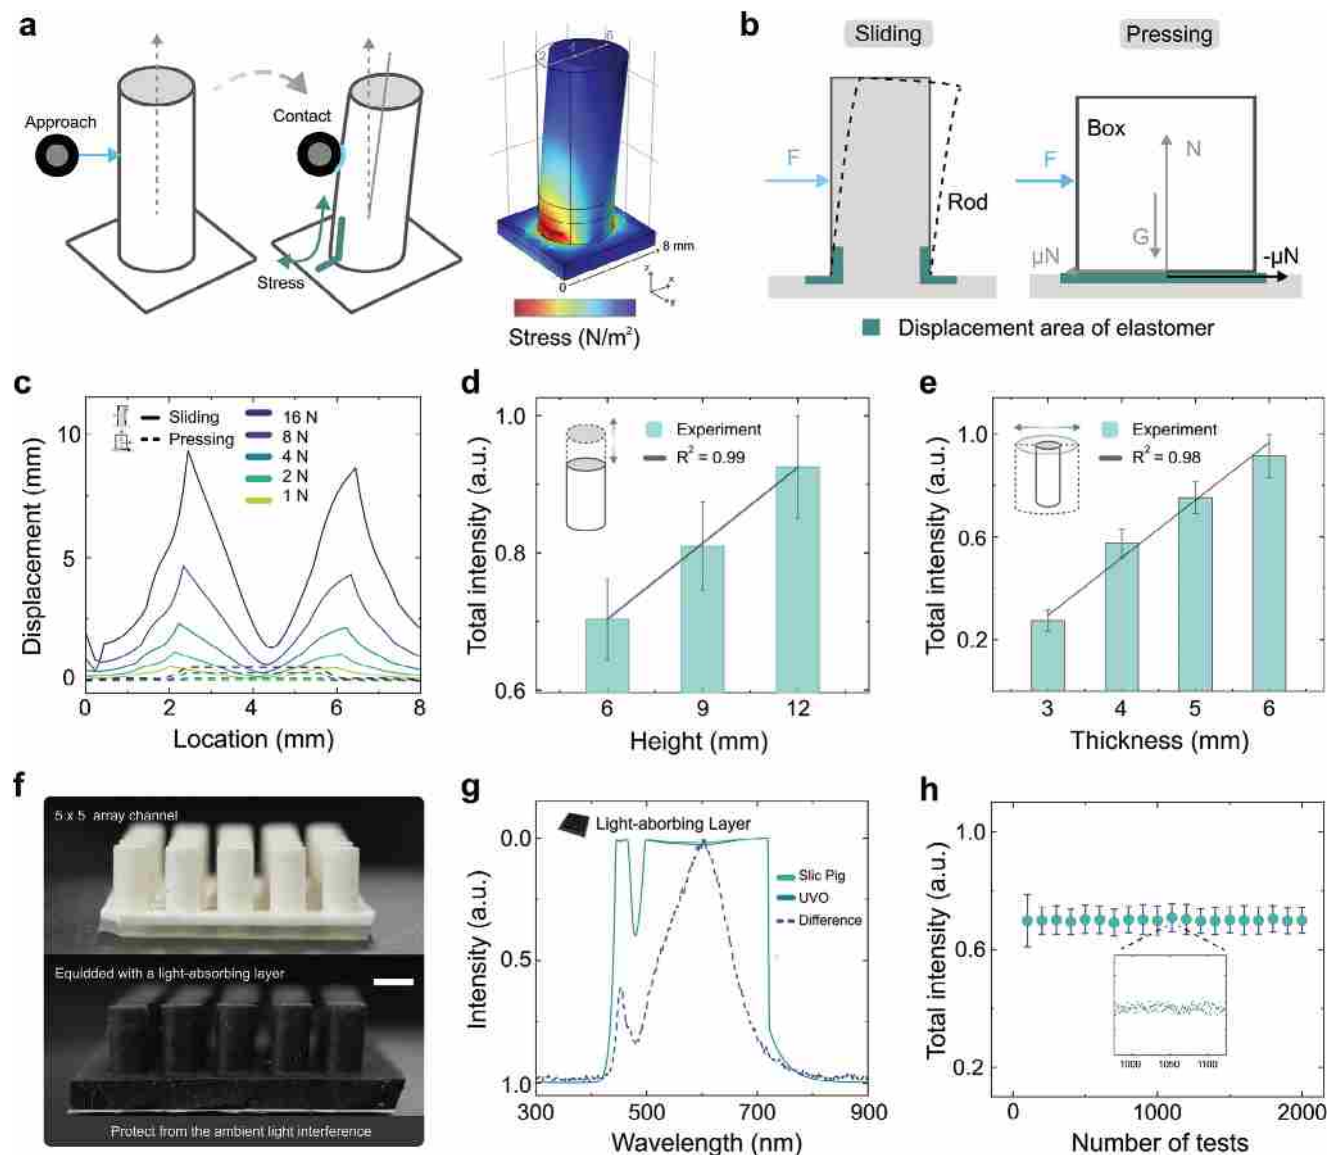 a
Approach
Contact
Stress
2 4 6
8 mm
0
z
x
y
Stress (N/m²)
b
Sliding
Pressing
F
Rod
F
Box
N
G
μN
-μN
Displacement area of elastomer
c
Displacement (mm)
10
5
0
Sliding
Pressing
16 N
8 N
4 N
2 N
1 N
0 2 4 6 8
Location (mm)
d
Total intensity (a.u.)
1.0
0.8
0.6
Experiment
R² = 0.99
6 9 12
Height (mm)
e
Total intensity (a.u.)
1.0
0.6
0.2
Experiment
R² = 0.98
3 4 5 6
Thickness (mm)
f
5 x 5 array channel
Equidded with a light-absorbing layer
Protect from the ambient light interference
g
Intensity (a.u.)
0.0
0.5
1.0
Light-aborbing Layer
Slic Pig
UVO
Difference
300 500 700 900
Wavelength (nm)
h
Total intensity (a.u.)
1.0
0.6
0.2
1000 1050 1100
0 1000 2000
Number of tests